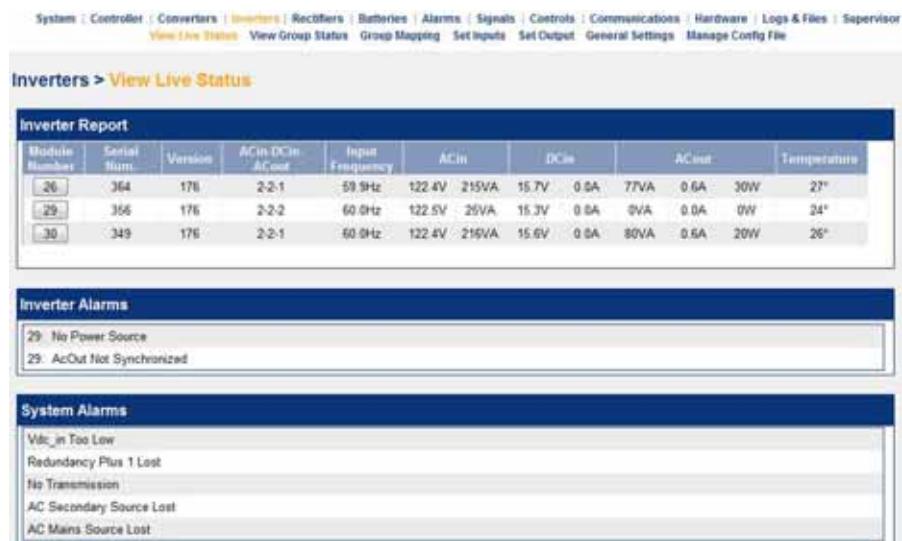 System | Controller | Converters | Inverters | Rectifiers | Batteries | Alarms | Signals | Controls | Communications | Hardware | Logs & Files | Supervisor
View Live Status View Group Status Group Mapping Set Inputs Set Output General Settings Manage Config File
Inverters > View Live Status
Inverter Report
Module Number Serial Num. Version ACin-DCin-ACout Input Frequency ACin DCin ACout Temperature
26 364 176 2-2-1 59.9Hz 122.4V 215VA 15.7V 0.0A 77VA 0.6A 30W 27°
29 356 176 2-2-2 60.0Hz 122.5V 26VA 15.3V 0.0A 0VA 0.0A 0W 24°
30 349 176 2-2-1 60.0Hz 122.4V 216VA 15.6V 0.0A 80VA 0.6A 20W 26°
Inverter Alarms
29: No Power Source
29: AcOut Not Synchronized
System Alarms
Vdc_in Too Low
Redundancy Plus 1 Lost
No Transmission
AC Secondary Source Lost
AC Mains Source Lost